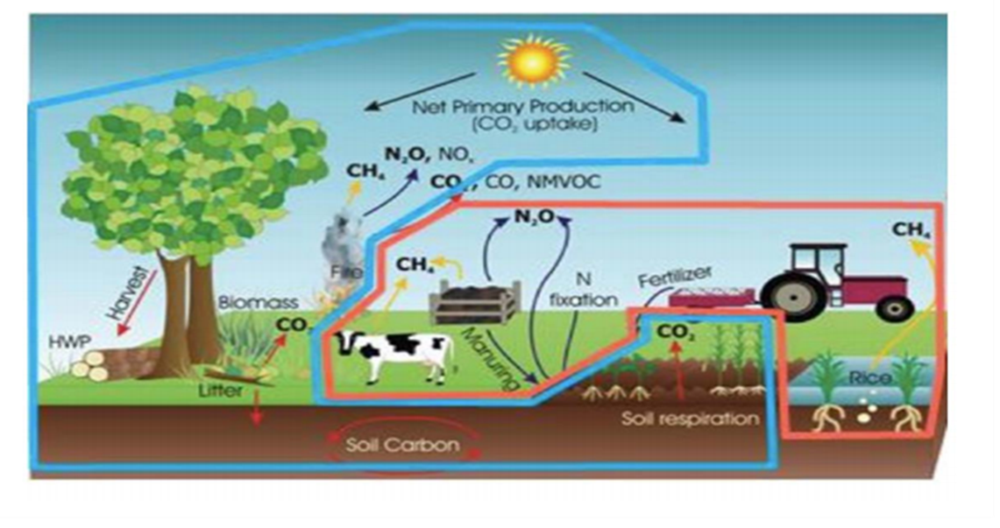 Net Primary Production
(CO₂ uptake)
N₂O, NOₓ
CH₄
CO₂, CO, NMVOC
N₂O
CH₄
Harvest
Fire
CH₄
N
fixation
Fertilizer
Biomass
CO₂
CO₂
HWP
Manuring
Litter
Rice
Soil respiration
Soil Carbon